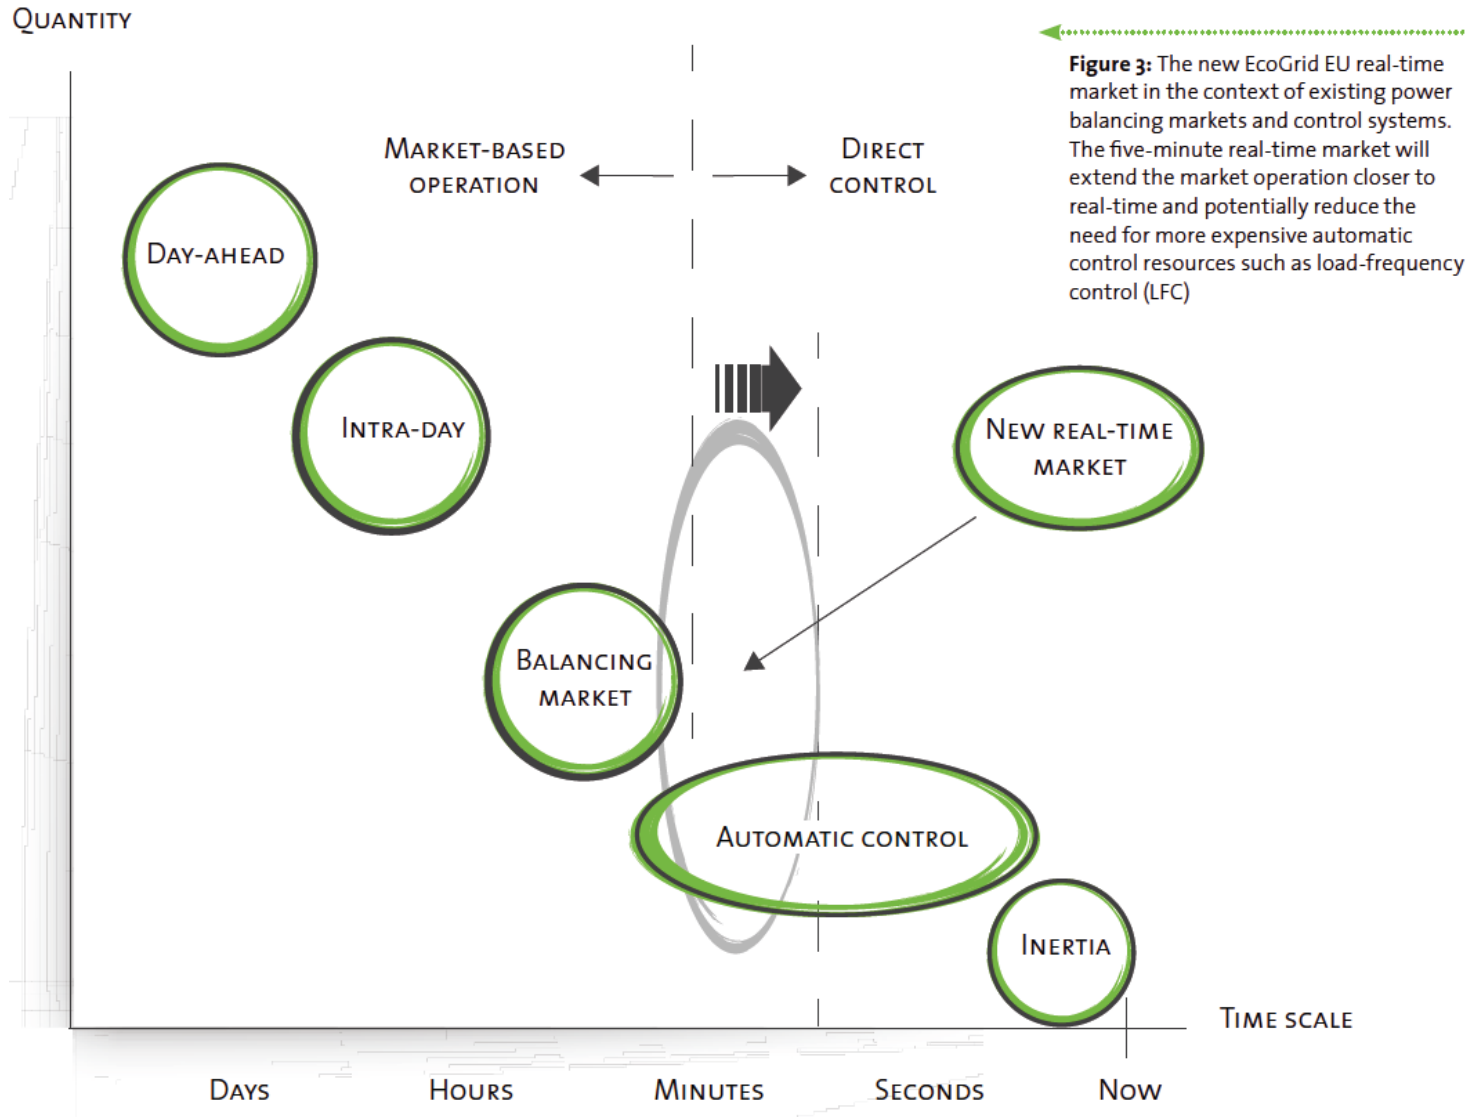 QUANTITY
Figure 3: The new EcoGrid EU real-time
market in the context of existing power
balancing markets and control systems.
The five-minute real-time market will
extend the market operation closer to
real-time and potentially reduce the
need for more expensive automatic
control resources such as load-frequency
control (LFC)
MARKET-BASED
OPERATION
DIRECT
CONTROL
DAY-AHEAD
INTRA-DAY
NEW REAL-TIME
MARKET
BALANCING
MARKET
AUTOMATIC CONTROL
INERTIA
TIME SCALE
DAYS
HOURS
MINUTES
SECONDS
NOW